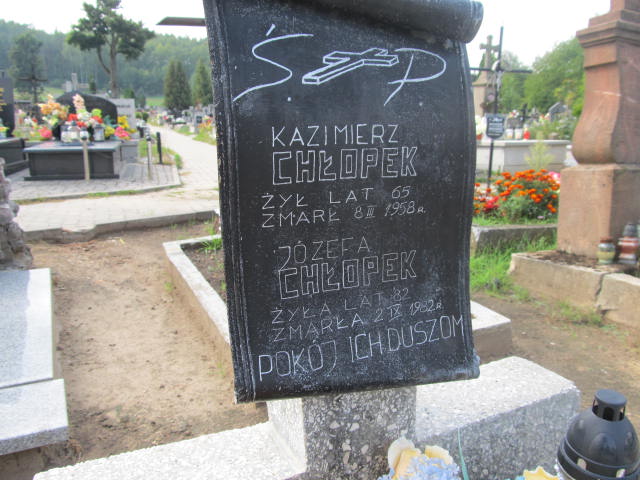 Ś. P
KAZIMIERZ
CHŁOPEK
ŻYŁ LAT 65
ZMARŁ 8 III 1958 R.
JÓZEFA
CHŁOPEK
ŻYŁA LAT 82
ZMARŁA 2 IX 1982 R.
POKÓJ ICH DUSZOM